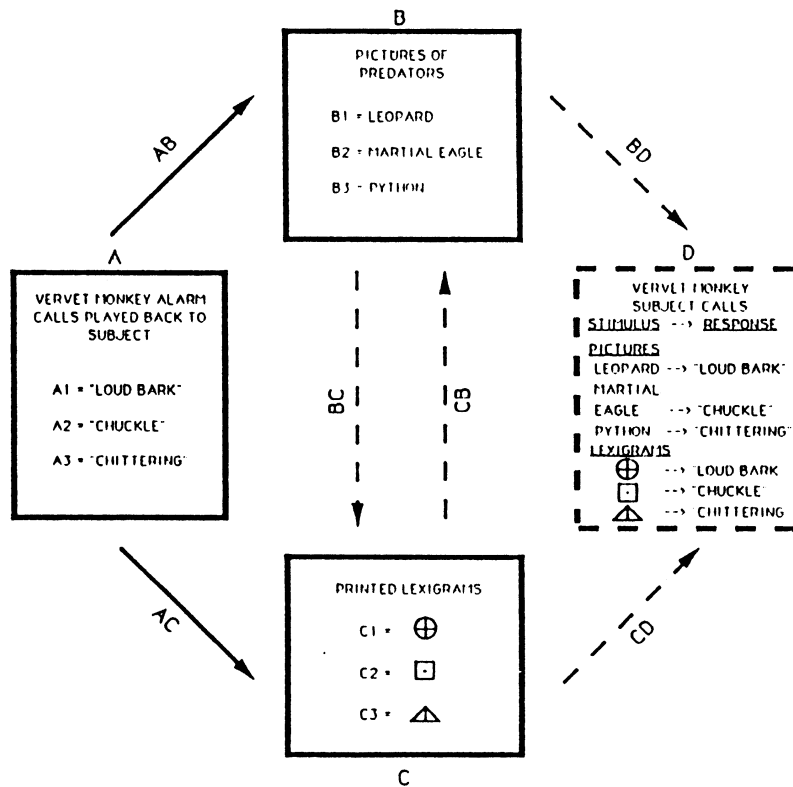 B
PICTURES OF
PREDATORS
B1 = LEOPARD
B2 = MARTIAL EAGLE
B3 = PYTHON
AB
BD
A
VERVET MONKEY ALARM
CALLS PLAYED BACK TO
SUBJECT
A1 = "LOUD BARK"
A2 = "CHUCKLE"
A3 = "CHITTERING"
BC
CB
D
VERVET MONKEY
SUBJECT CALLS
STIMULUS --> RESPONSE
PICTURES
LEOPARD --> "LOUD BARK"
MARTIAL
EAGLE --> "CHUCKLE"
PYTHON --> "CHITTERING"
LEXIGRAMS
--> "LOUD BARK
--> "CHUCKLE"
--> "CHITTERING
AC
CD
PRINTED LEXIGRAMS
C1 =
C2 =
C3 =
C